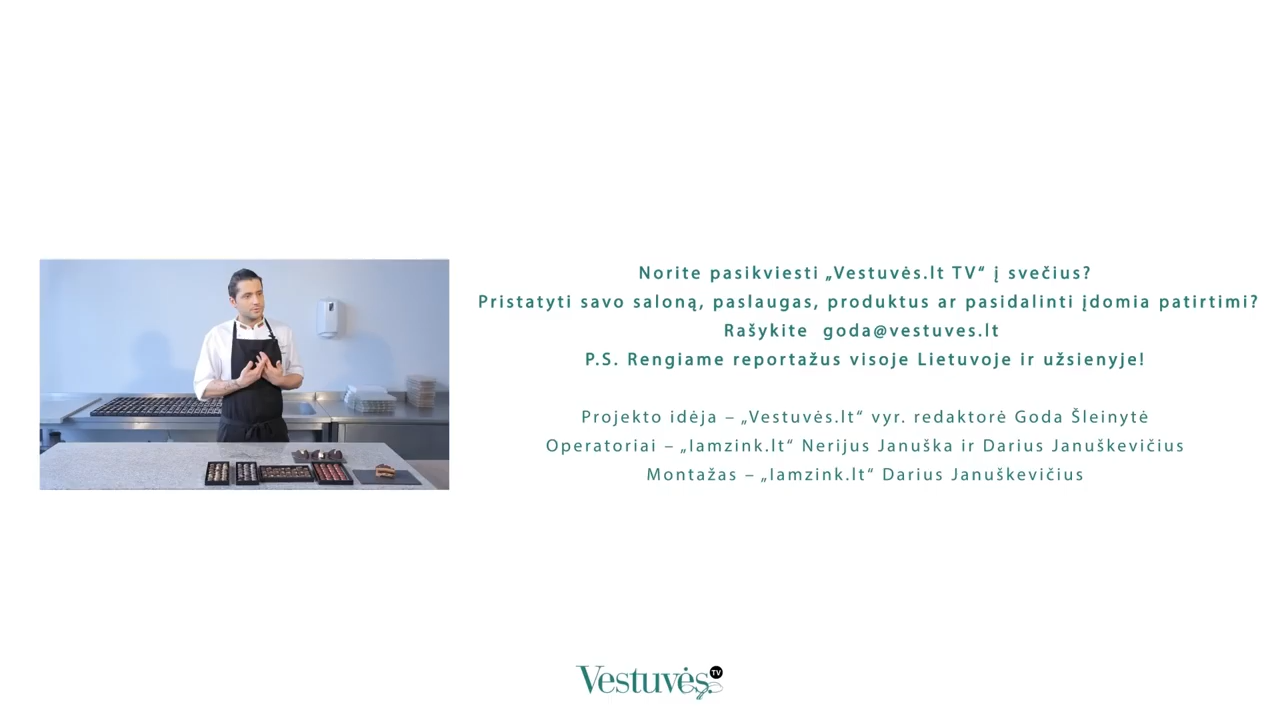 Norite pasikviesti „Vestuvės.lt TV“ į svečius?
Pristatyti savo saloną, paslaugas, produktus ar pasidalinti įdomia patirtimi?
Rašykite goda@vestuves.lt
P.S. Rengiame reportažus visoje Lietuvoje ir užsienyje!
Projekto idėja – „Vestuvės.lt“ vyr. redaktorė Goda Šleinytė
Operatoriai – „Iamzink.lt“ Nerijus Januška ir Darius Januškevičius
Montažas – „Iamzink.lt“ Darius Januškevičius
Vestuvės.lt TV